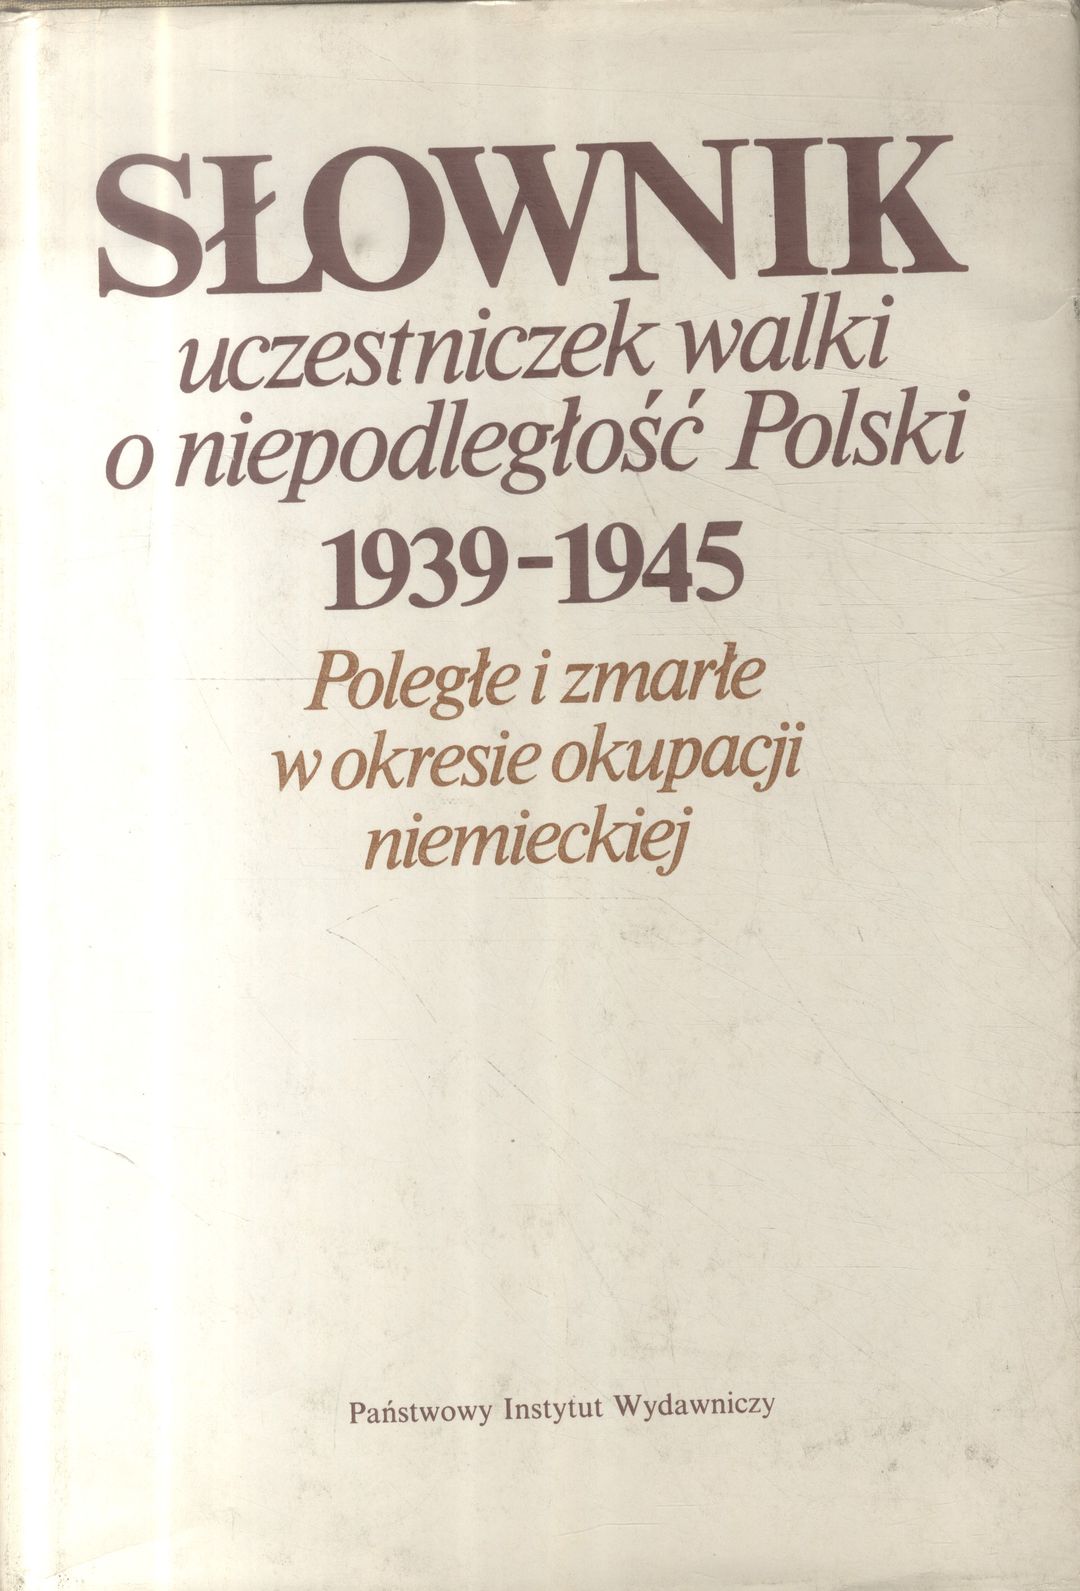 SŁOWNIK
uczestniczek walki
o niepodległość Polski
1939-1945
Poległe i zmarłe
w okresie okupacji
niemieckiej
Państwowy Instytut Wydawniczy